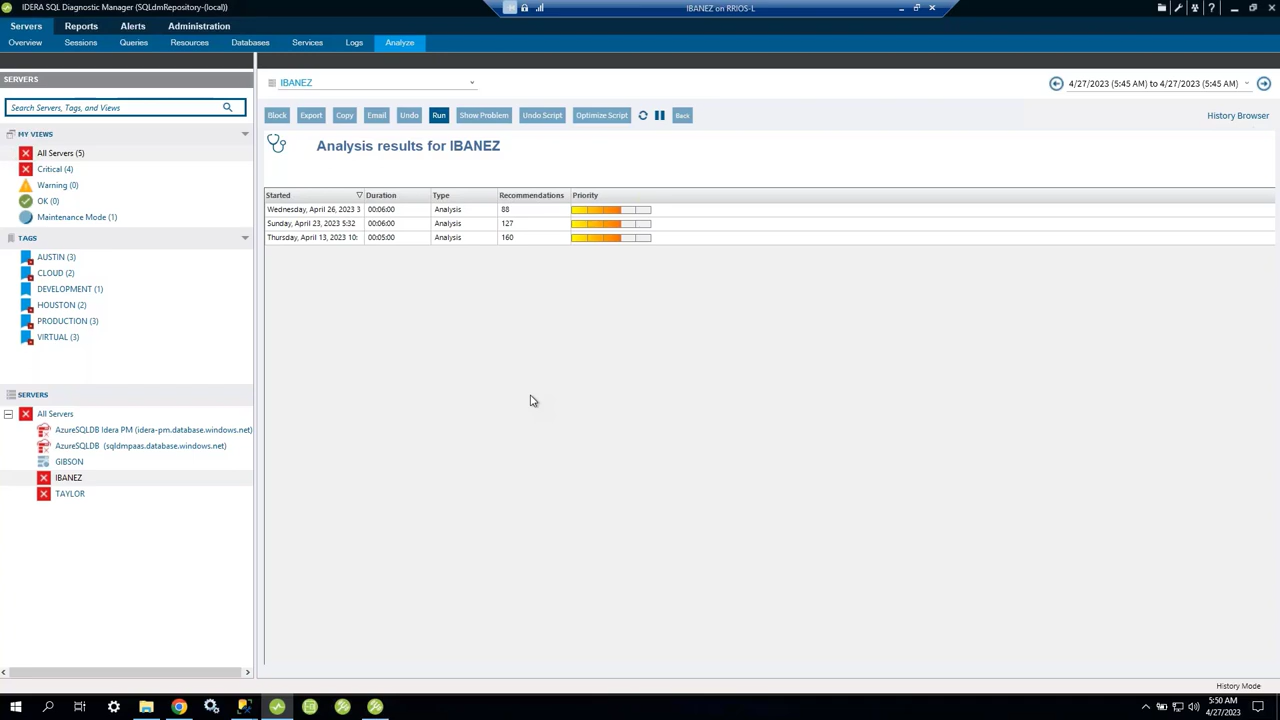 IDERA SQL Diagnostic Manager (SQLdmRepository-(local))
IBANEZ on RRIOS-L
Servers Reports Alerts Administration
Overview Sessions Queries Resources Databases Services Logs Analyze
SERVERS
Search Servers, Tags, and Views
MY VIEWS
All Servers (5)
Critical (4)
Warning (0)
OK (0)
Maintenance Mode (1)
TAGS
AUSTIN (3)
CLOUD (2)
DEVELOPMENT (1)
HOUSTON (2)
PRODUCTION (3)
VIRTUAL (3)
SERVERS
All Servers
AzureSQLDB Idera PM (idera-pm.database.windows.net)
AzureSQLDB (sqldmpaas.database.windows.net)
GIBSON
IBANEZ
TAYLOR
IBANEZ
4/27/2023 (5:45 AM) to 4/27/2023 (5:45 AM)
Block Export Copy Email Undo Run Show Problem Undo Script Optimize Script Back
History Browser
Analysis results for IBANEZ
Started Duration Type Recommendations Priority
Wednesday, April 26, 2023 3 00:06:00 Analysis 88
Sunday, April 23, 2023 5:32 00:06:00 Analysis 127
Thursday, April 13, 2023 10: 00:05:00 Analysis 160
History Mode
5:50 AM
4/27/2023